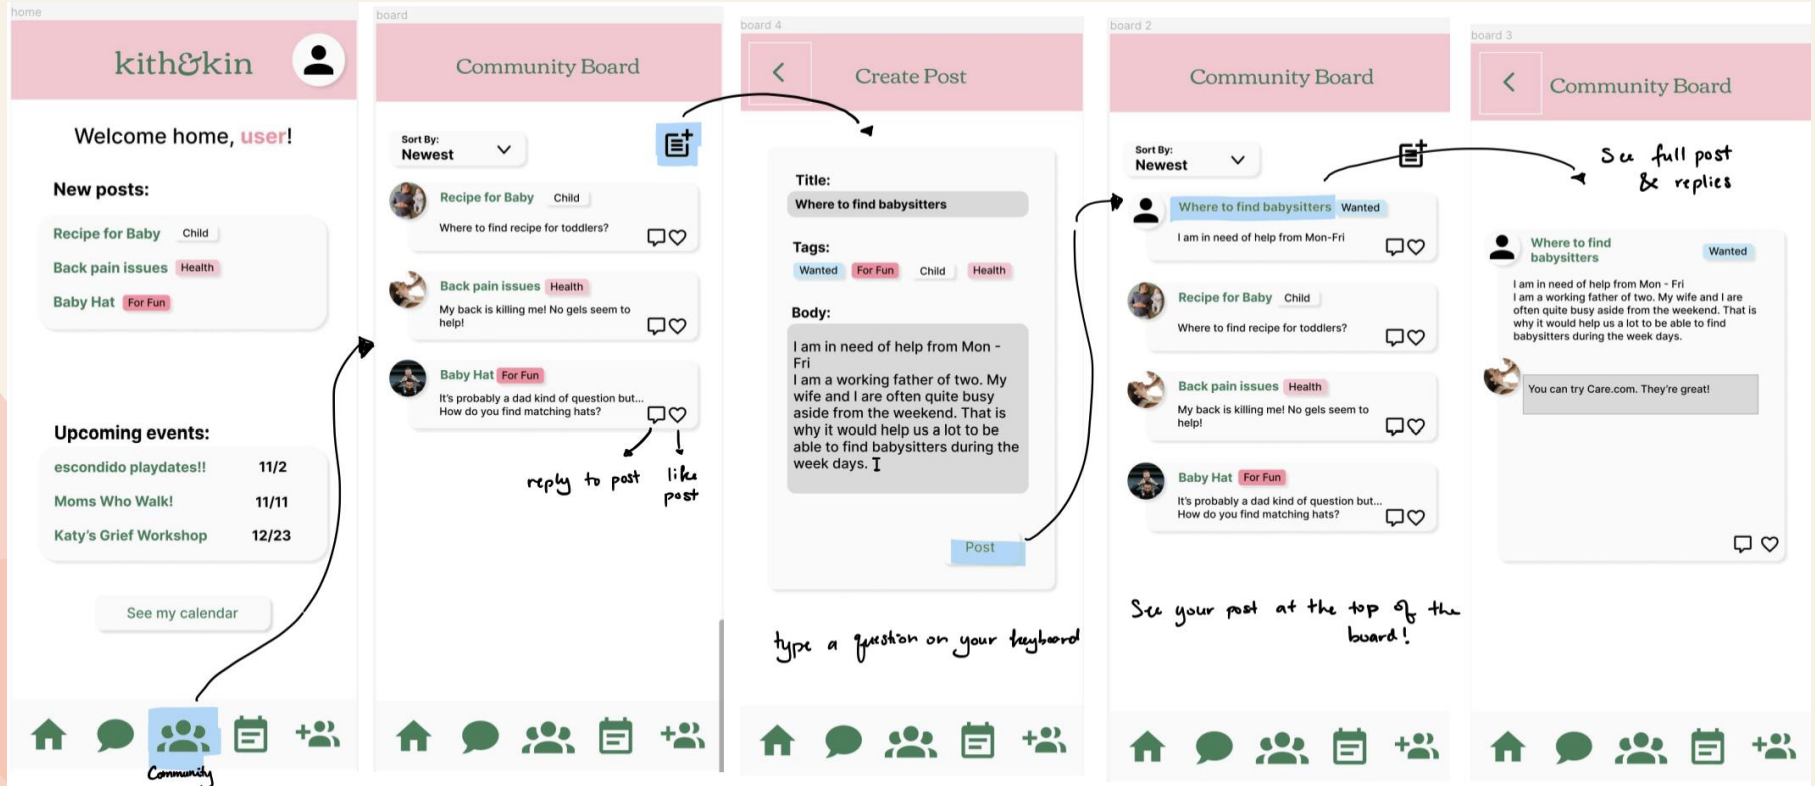 home
kith&kin
Welcome home, user!
New posts:
Recipe for Baby Child
Back pain issues Health
Baby Hat For Fun
Upcoming events:
escondido playdates!! 11/2
Moms Who Walk! 11/11
Katy's Grief Workshop 12/23
See my calendar
Community
board
Community Board
Sort By:
Newest
Recipe for Baby Child
Where to find recipe for toddlers?
Back pain issues Health
My back is killing me! No gels seem to
help!
Baby Hat For Fun
It's probably a dad kind of question but...
How do you find matching hats?
reply to post
like
post
board 4
Create Post
Title:
Where to find babysitters
Tags:
Wanted For Fun Child Health
Body:
I am in need of help from Mon -
Fri
I am a working father of two. My
wife and I are often quite busy
aside from the weekend. That is
why it would help us a lot to be
able to find babysitters during the
week days.
Post
type a question on your keyboard
board 2
Community Board
Sort By:
Newest
Where to find babysitters Wanted
I am in need of help from Mon-Fri
Recipe for Baby Child
Where to find recipe for toddlers?
Back pain issues Health
My back is killing me! No gels seem to
help!
Baby Hat For Fun
It's probably a dad kind of question but...
How do you find matching hats?
See your post at the top of the
board!
board 3
Community Board
See full post
& replies
Where to find
babysitters
Wanted
I am in need of help from Mon - Fri
I am a working father of two. My wife and I are
often quite busy aside from the weekend. That is
why it would help us a lot to be able to find
babysitters during the week days.
You can try Care.com. They're great!